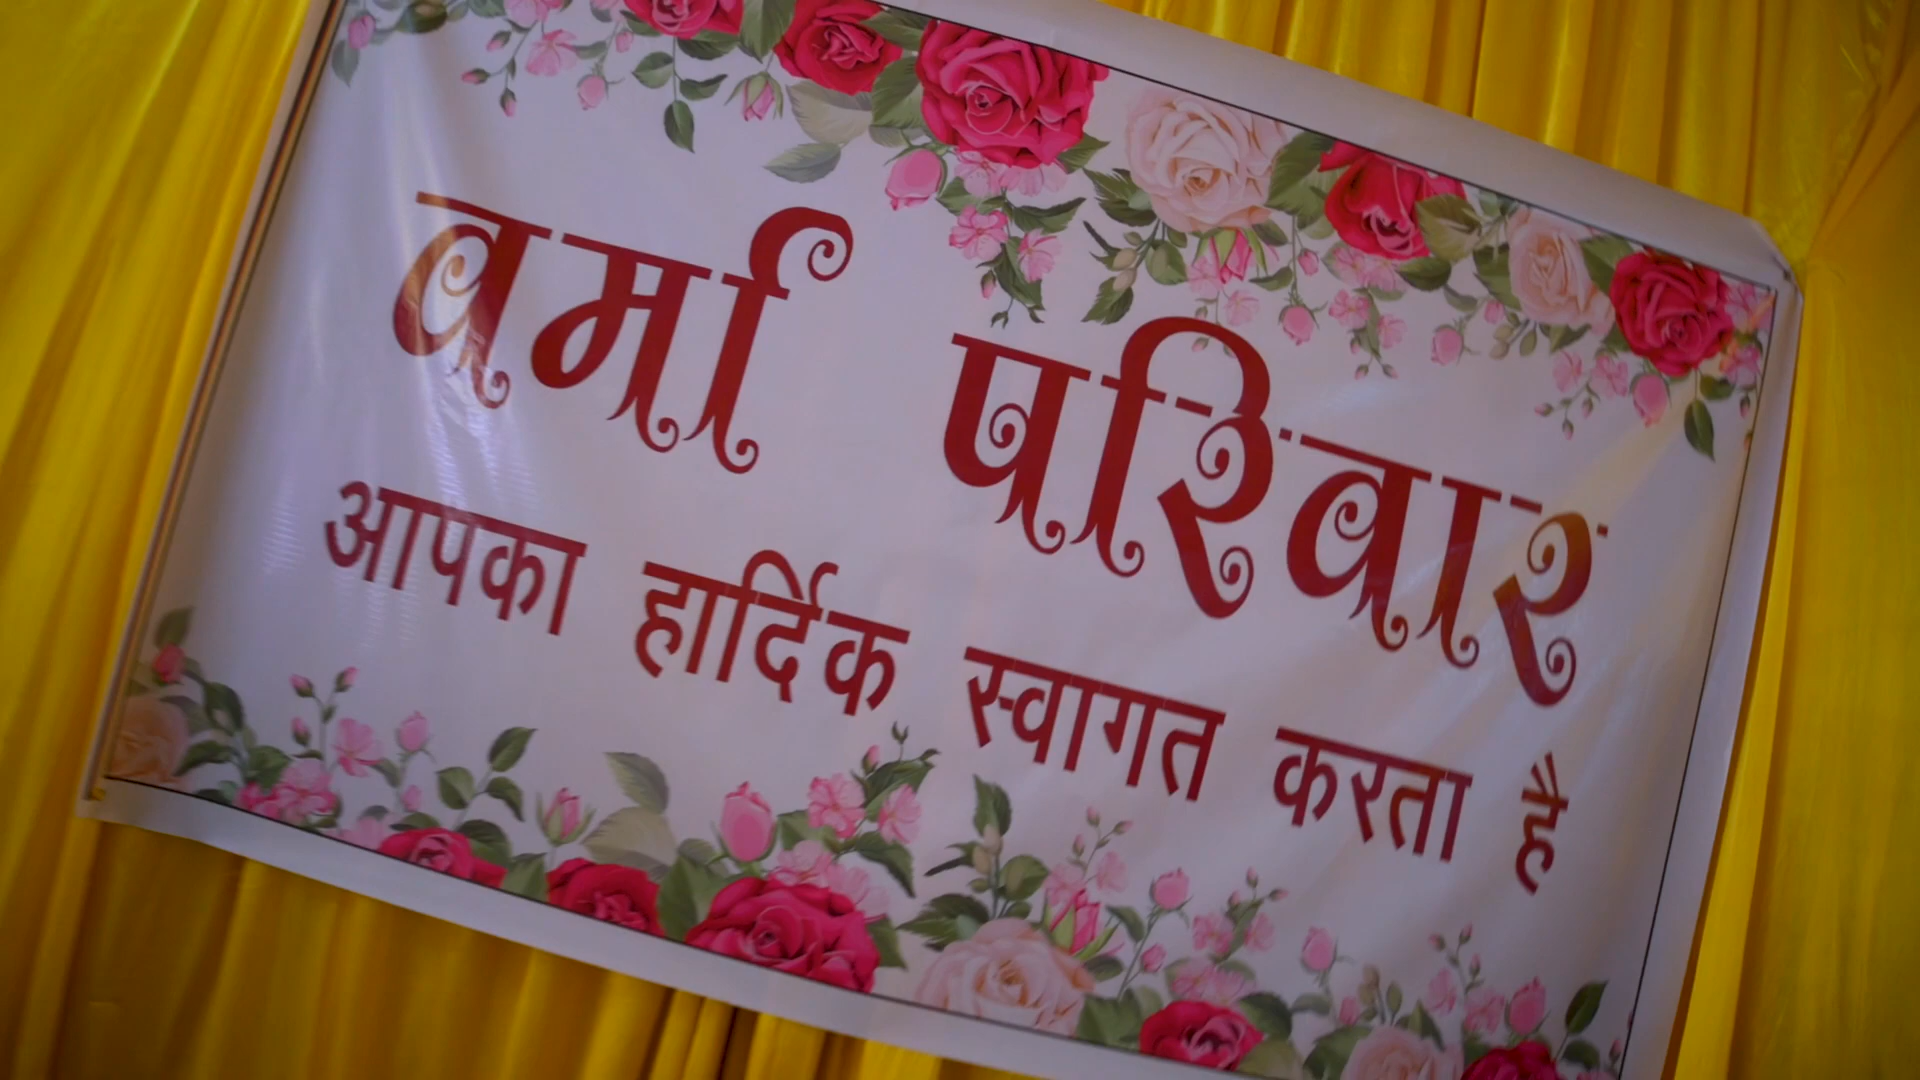 वर्मा परिवार
आपका हार्दिक स्वागत करता है